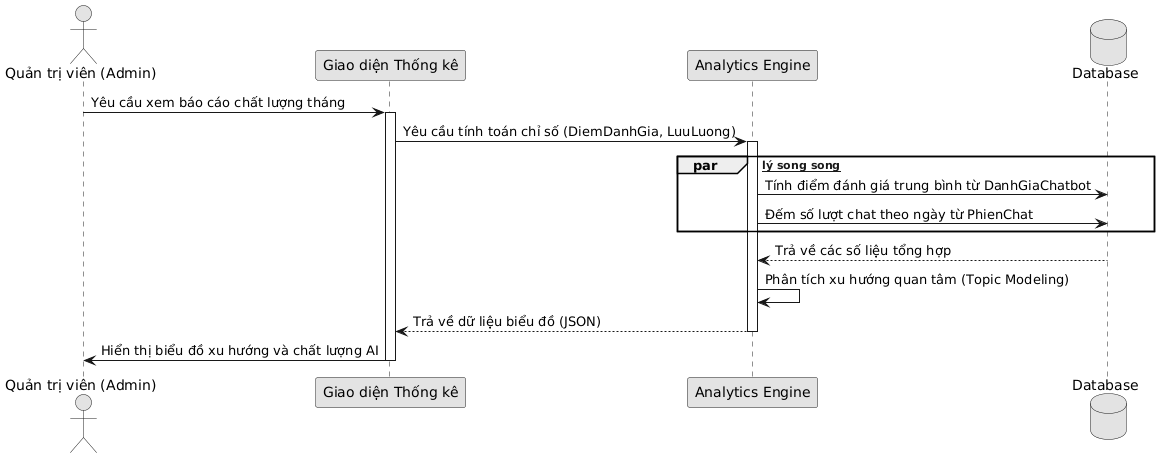 Quản trị viên (Admin)
Giao diện Thống kê
Analytics Engine
Database
Yêu cầu xem báo cáo chất lượng tháng
Yêu cầu tính toán chỉ số (DiemDanhGia, LuuLuong)
par
lý song song
Tính điểm đánh giá trung bình từ DanhGiaChatbot
Đếm số lượt chat theo ngày từ PhienChat
Trả về các số liệu tổng hợp
Phân tích xu hướng quan tâm (Topic Modeling)
Trả về dữ liệu biểu đồ (JSON)
Hiển thị biểu đồ xu hướng và chất lượng AI
Quản trị viên (Admin)
Giao diện Thống kê
Analytics Engine
Database